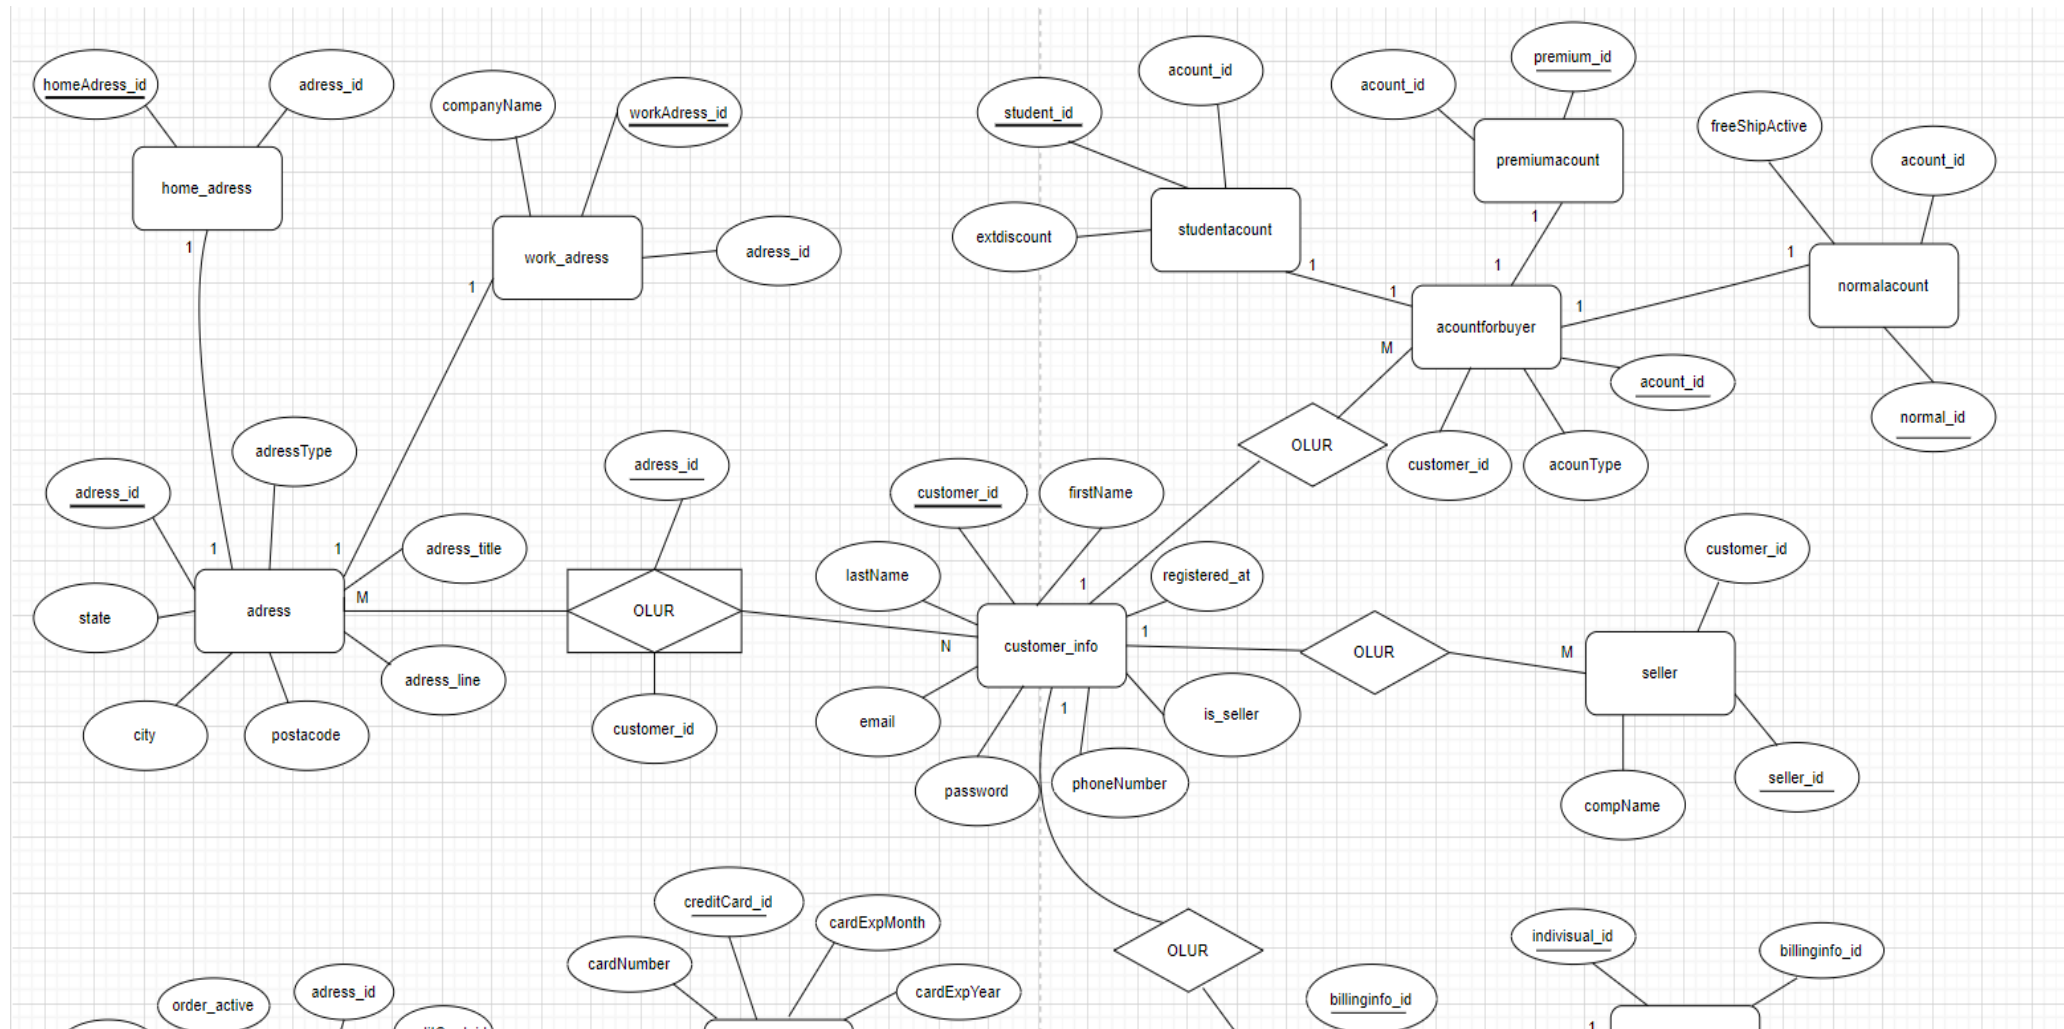 premium_id
acount_id
homeAdress_id
adress_id
acount_id
companyName
workAdress_id
student_id
freeShipActive
acount_id
premiumacount
home_adress
studentacount
extdiscount
adress_id
work_adress
1
1
1
1
1
1
normalacount
1
1
1
acountforbuyer
M
acount_id
normal_id
OLUR
adressType
adress_id
customer_id
acounType
adress_id
customer_id
firstName
1
1
adress_title
customer_id
lastName
registered_at
1
M
state
adress
OLUR
1
N
customer_info
OLUR
M
seller
adress_line
1
is_seller
email
customer_id
city
postacode
seller_id
phoneNumber
password
compName
creditCard_id
cardExpMonth
indivisual_id
OLUR
billinginfo_id
cardNumber
adress_id
cardExpYear
billinginfo_id
order_active
1